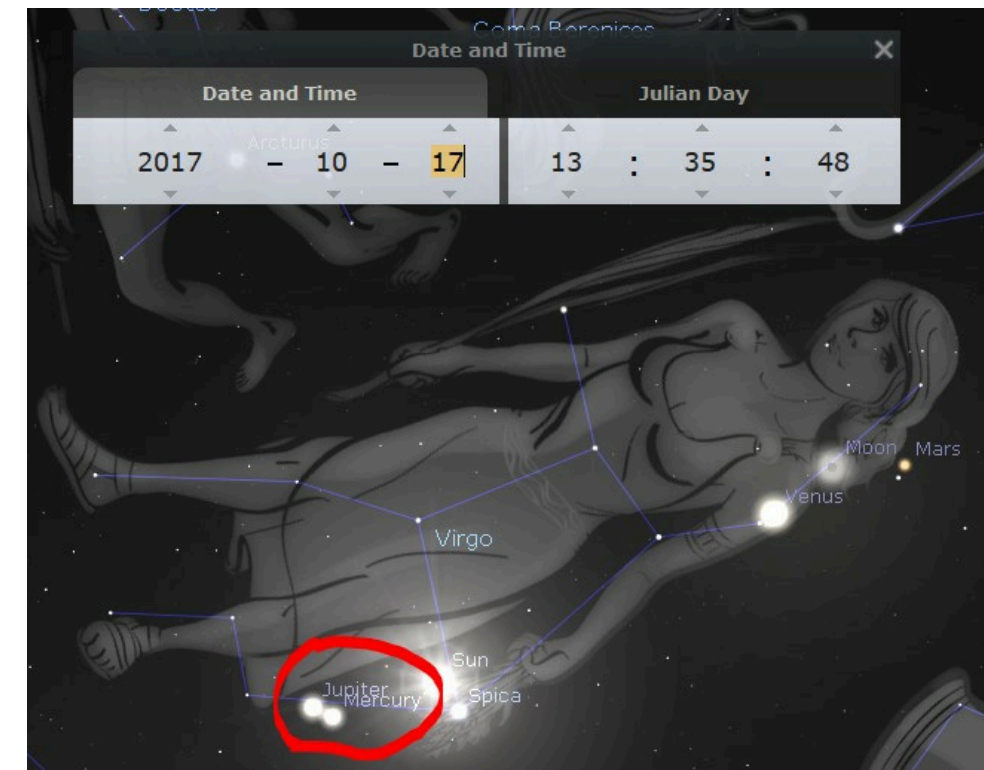 Bootes
Coma Berenices
Date and Time
Date and Time Julian Day
Arcturus
2017 - 10 - 17 13 : 35 : 48
Moon Mars
Venus
Virgo
Sun
Jupiter
Mercury Spica